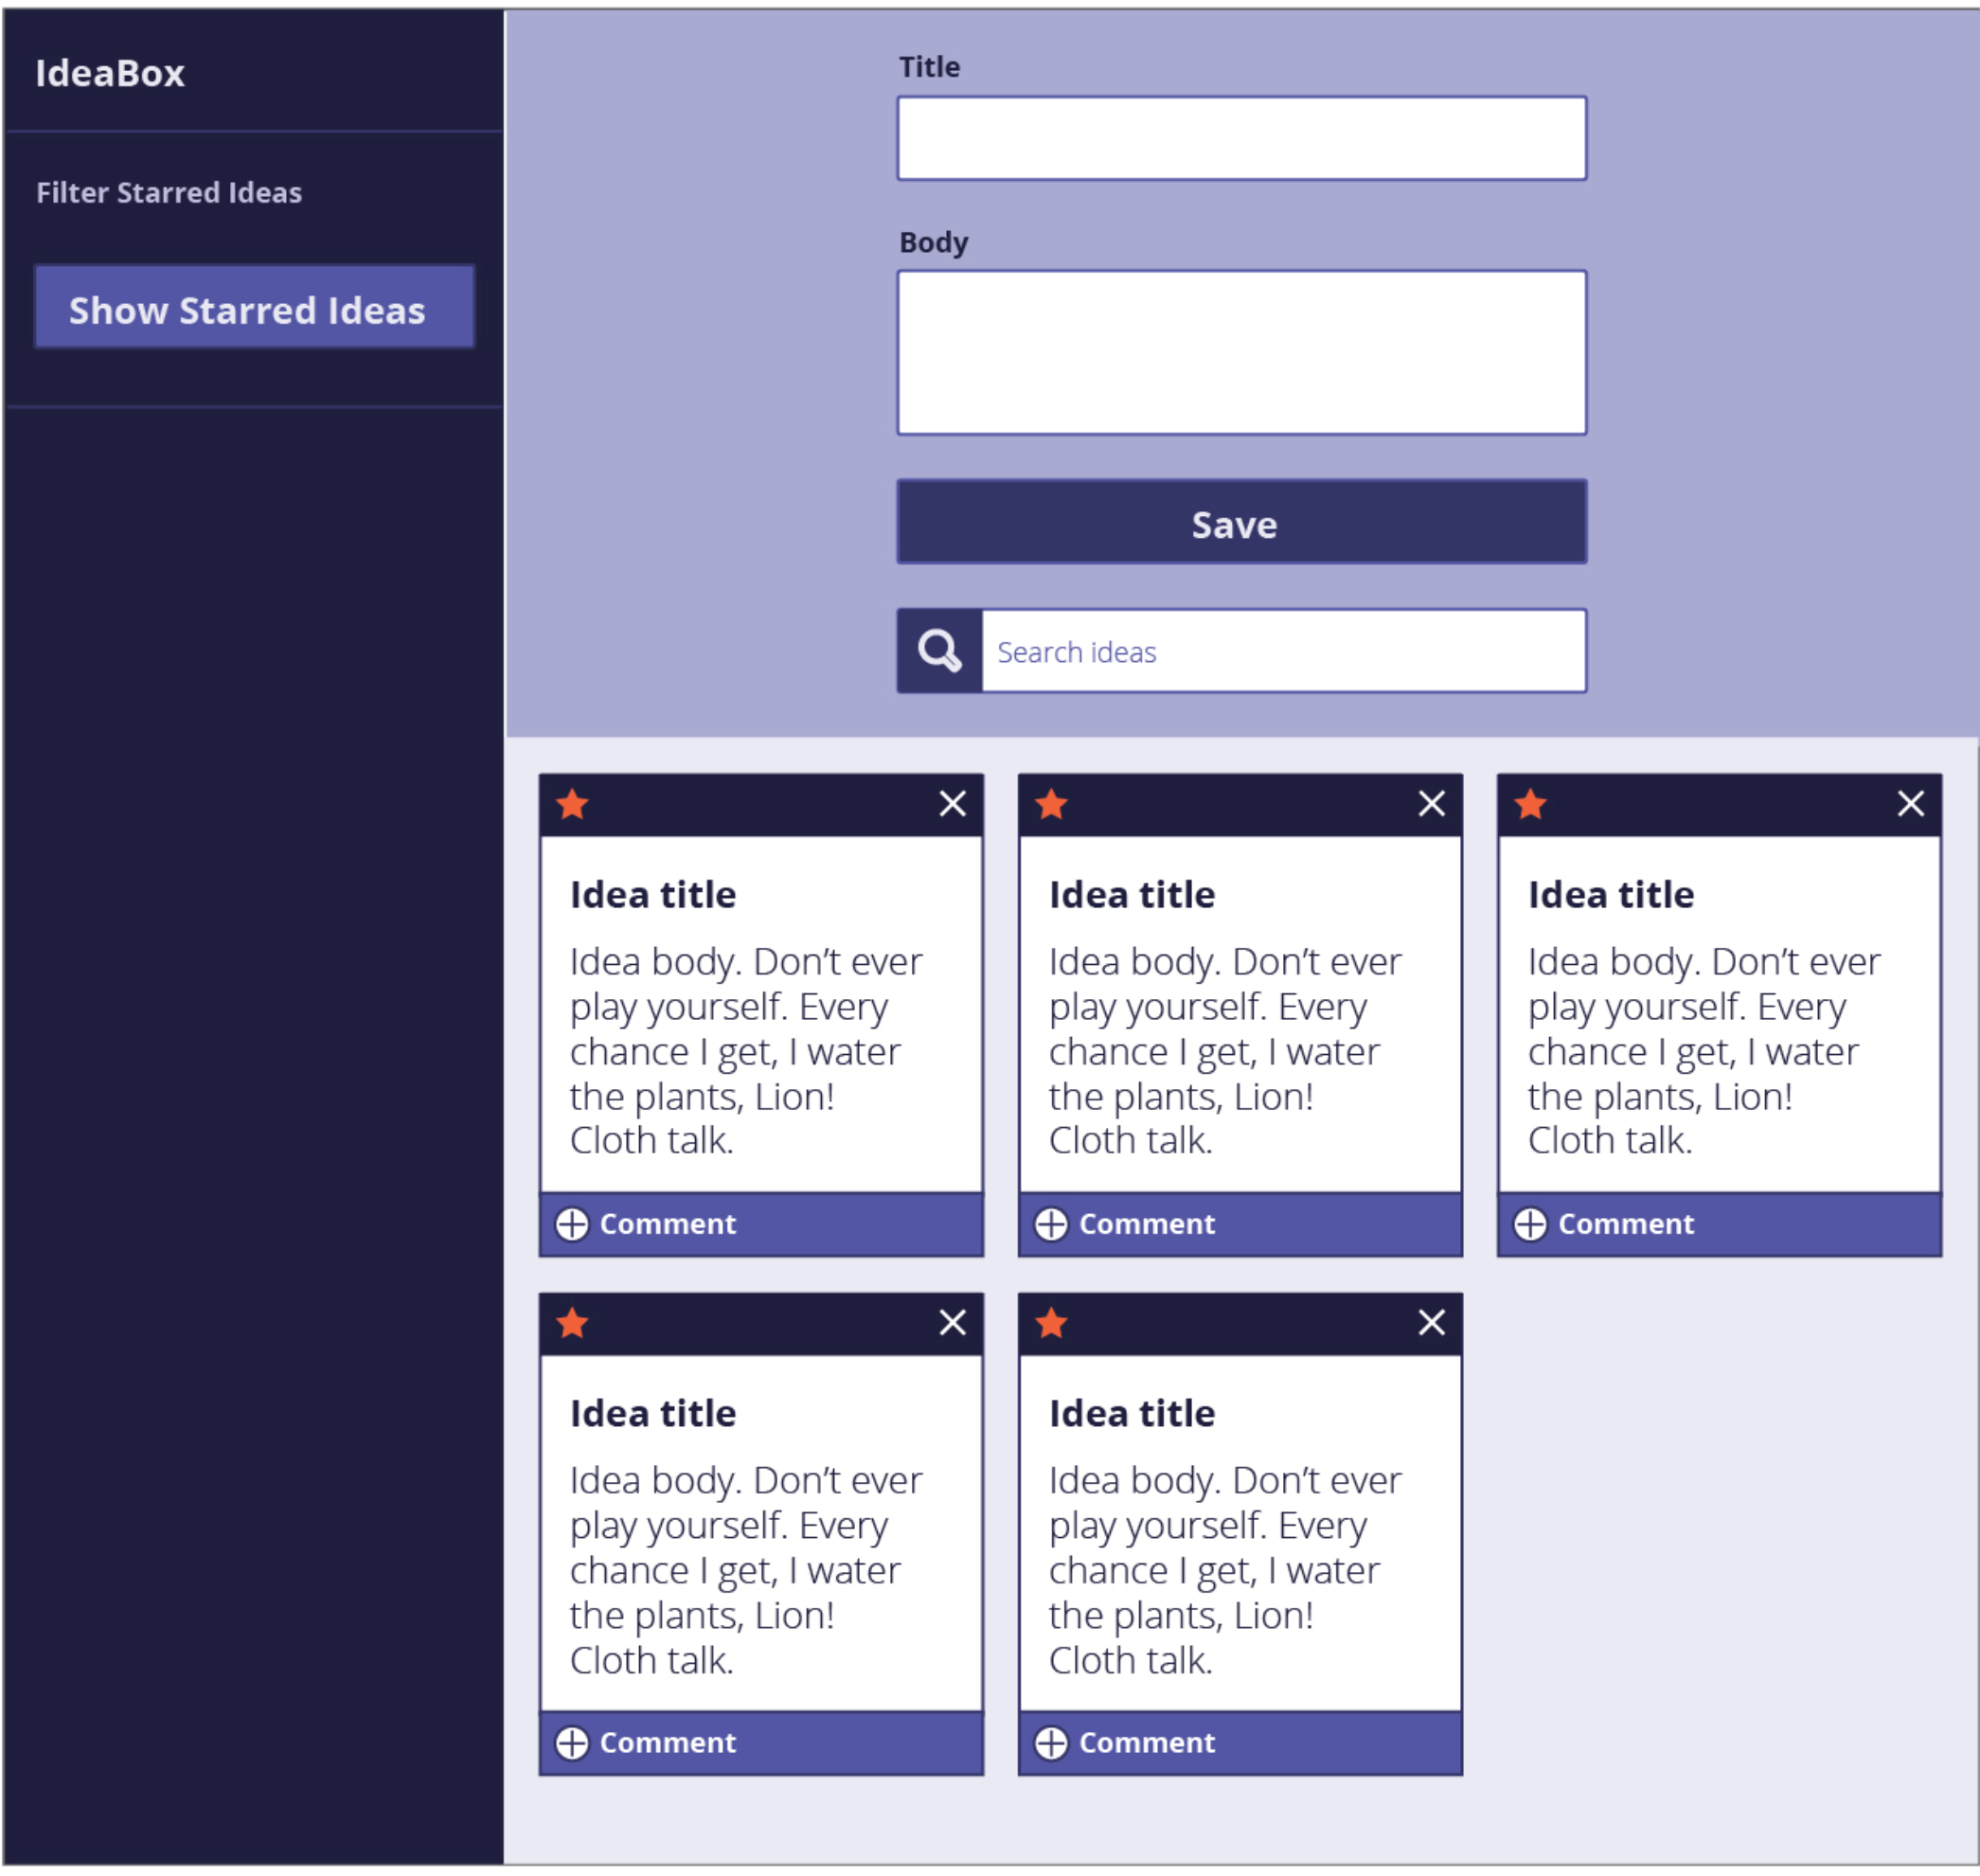 IdeaBox
Filter Starred Ideas
Show Starred Ideas
Title
Body
Save
Search ideas
Idea title
Idea body. Don’t ever
play yourself. Every
chance I get, I water
the plants, Lion!
Cloth talk.
Comment
Idea title
Idea body. Don’t ever
play yourself. Every
chance I get, I water
the plants, Lion!
Cloth talk.
Comment
Idea title
Idea body. Don’t ever
play yourself. Every
chance I get, I water
the plants, Lion!
Cloth talk.
Comment
Idea title
Idea body. Don’t ever
play yourself. Every
chance I get, I water
the plants, Lion!
Cloth talk.
Comment
Idea title
Idea body. Don’t ever
play yourself. Every
chance I get, I water
the plants, Lion!
Cloth talk.
Comment